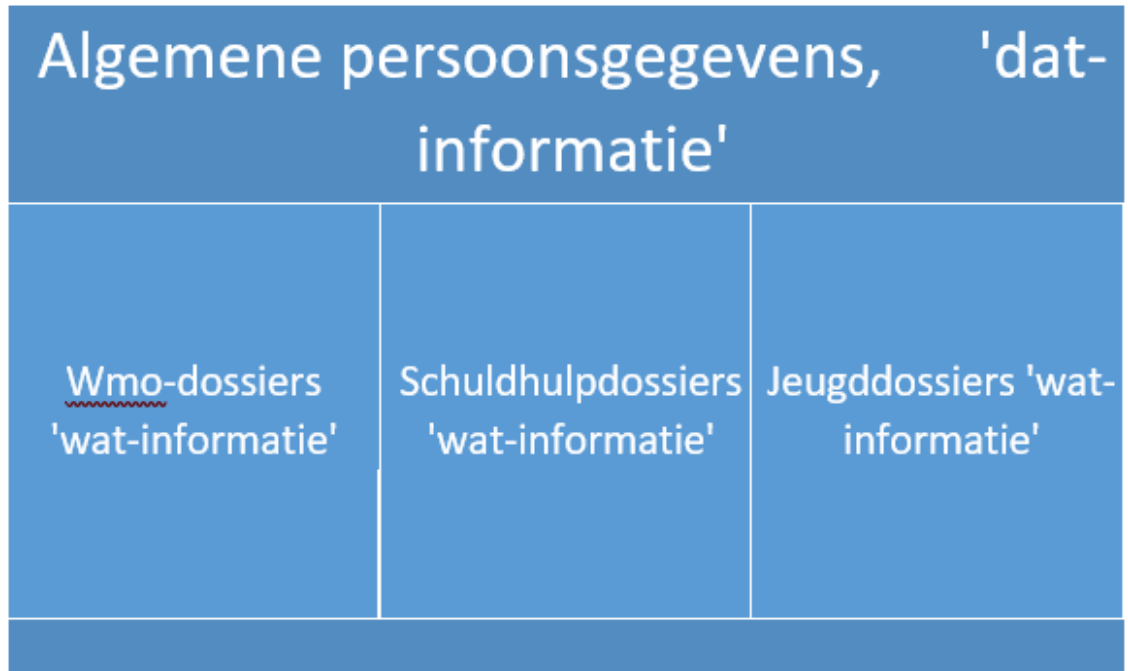 Algemene persoonsgegevens, 'dat-
informatie'
Wmo-dossiers
'wat-informatie'
Schuldhulpdossiers
'wat-informatie'
Jeugddossiers 'wat-
informatie'